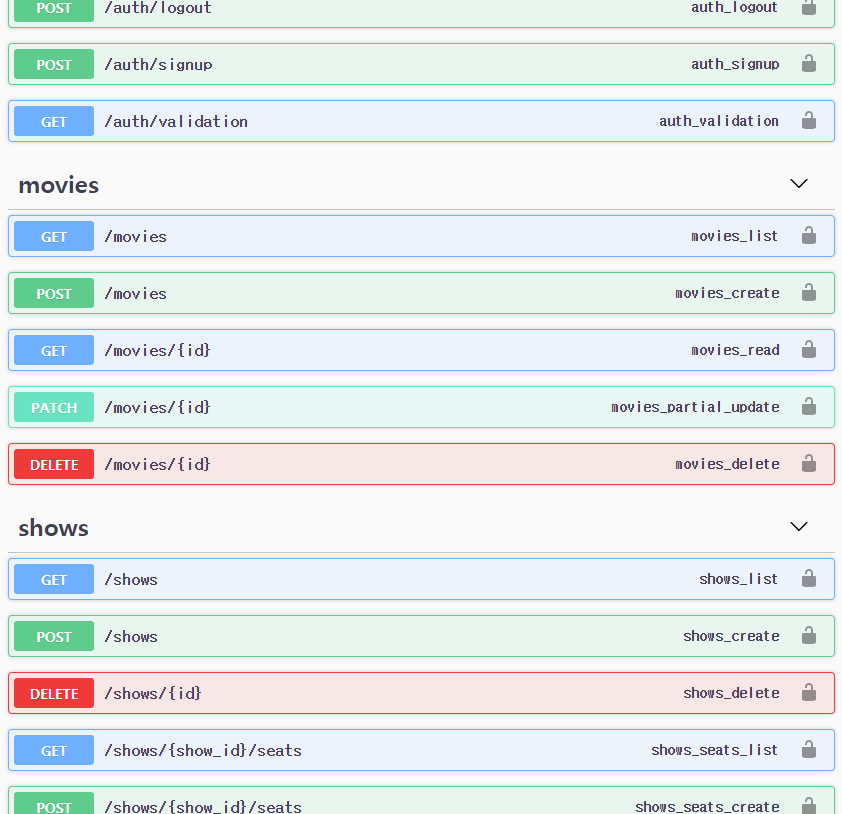 POST /auth/logout auth_logout
POST /auth/signup auth_signup
GET /auth/validation auth_validation
movies
GET /movies movies_list
POST /movies movies_create
GET /movies/{id} movies_read
PATCH /movies/{id} movies_partial_update
DELETE /movies/{id} movies_delete
shows
GET /shows shows_list
POST /shows shows_create
DELETE /shows/{id} shows_delete
GET /shows/{show_id}/seats shows_seats_list
POST /shows/{show_id}/seats shows_seats_create